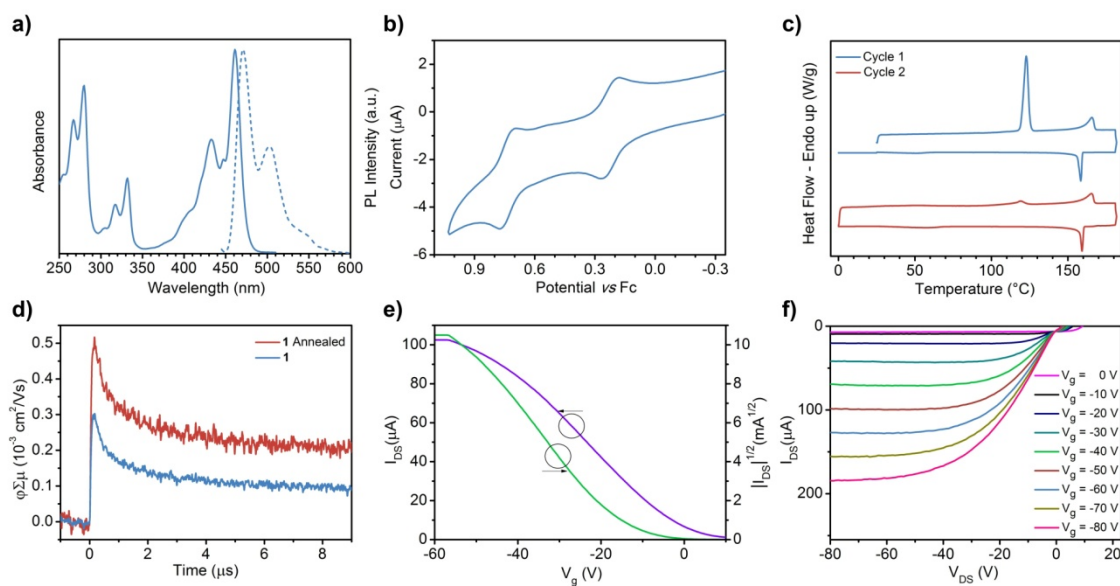 a)
Absorbance
PL Intensity (a.u.)
250 300 350 400 450 500 550 600
Wavelength (nm)
b)
Current (μA)
2
0
-2
-4
-6
0.9 0.6 0.3 0.0 -0.3
Potential vs Fc
c)
Cycle 1
Cycle 2
Heat Flow - Endo up (W/g)
0 50 100 150
Temperature (°C)
d)
1 Annealed
1
φΣμ (10⁻³ cm²/Vs)
0.5
0.4
0.3
0.2
0.1
0.0
0 2 4 6 8
Time (μs)
e)
I_DS(μA)
100
80
60
40
20
0
-60 -40 -20 0
V_g (V)
10
8
6
4
2
0
|I_DS|^1/2(mA^1/2)
f)
I_DS(μA)
0
100
200
V_g = 0 V
V_g = -10 V
V_g = -20 V
V_g = -30 V
V_g = -40 V
V_g = -50 V
V_g = -60 V
V_g = -70 V
V_g = -80 V
-80 -60 -40 -20 0 20
V_DS (V)